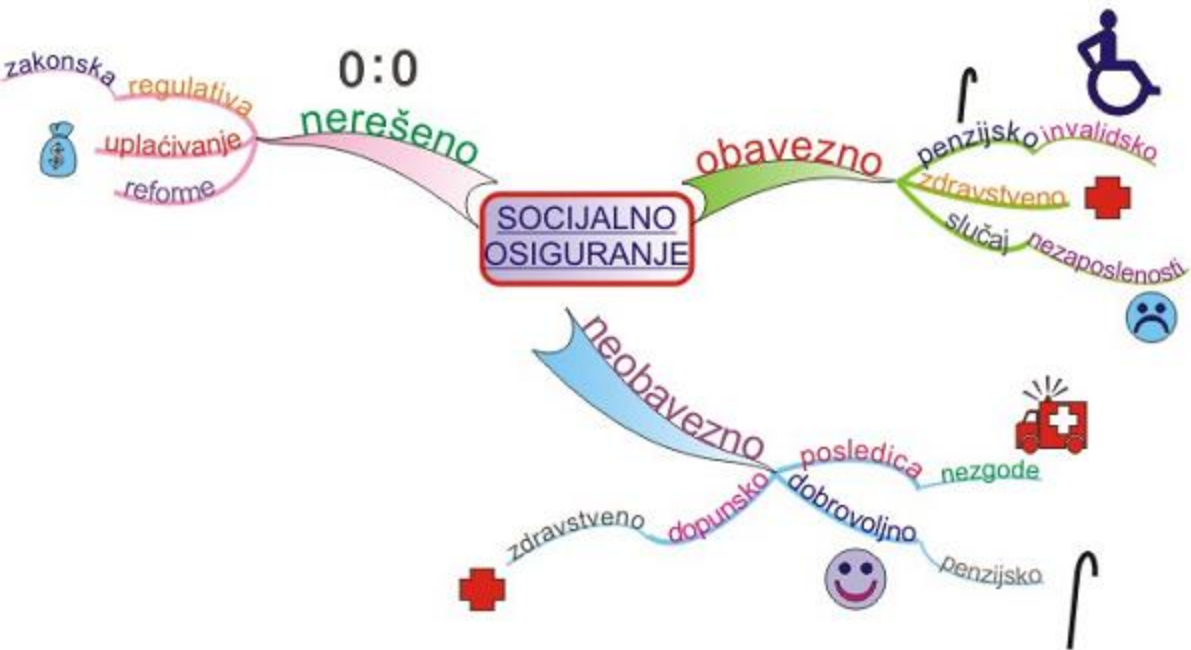 SOCIJALNO
OSIGURANJE
obavezno
penzijsko invalidsko
zdravstveno
slučaj nezaposlenosti
neobavezno
posledica nezgode
dobrovoljno penzijsko
dopunsko zdravstveno
0:0
nerešeno
zakonska regulativa
uplaćivanje
$
reforme